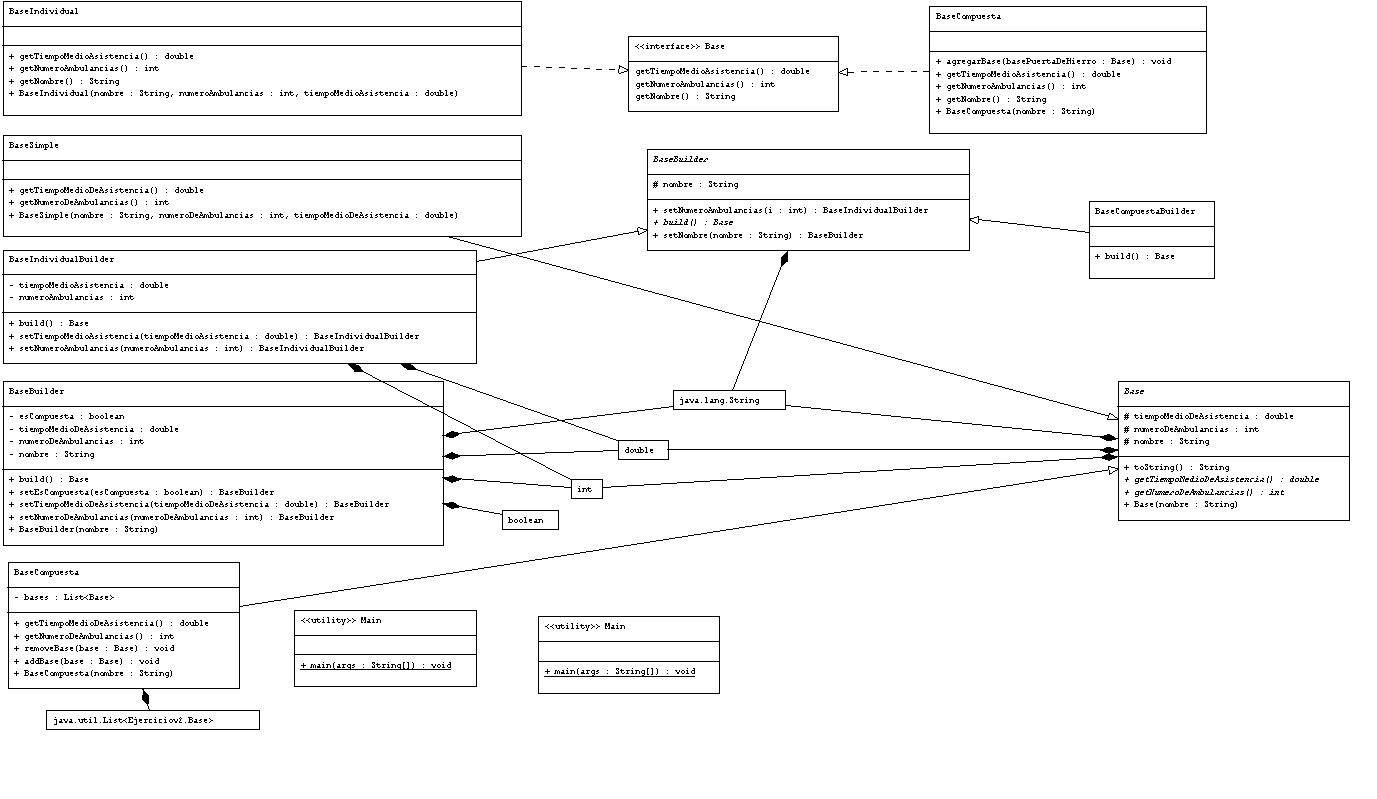 BaseIndividual
+ getTiempoMedioAsistencia() : double
+ getNumeroAmbulancias() : int
+ getNombre() : String
+ BaseIndividual(nombre : String, numeroAmbulancias : int, tiempoMedioAsistencia : double)
<<interface>> Base
getTiempoMedioAsistencia() : double
getNumeroAmbulancias() : int
getNombre() : String
BaseCompuesta
+ agregarBase(basePuertaDeHierro : Base) : void
+ getTiempoMedioAsistencia() : double
+ getNumeroAmbulancias() : int
+ getNombre() : String
+ BaseCompuesta(nombre : String)
BaseSimple
+ getTiempoMedioDeAsistencia() : double
+ getNumeroDeAmbulancias() : int
+ BaseSimple(nombre : String, numeroDeAmbulancias : int, tiempoMedioDeAsistencia : double)
BaseBuilder
# nombre : String
+ setNumeroAmbulancias(i : int) : BaseIndividualBuilder
+ build() : Base
+ setNombre(nombre : String) : BaseBuilder
BaseCompuestaBuilder
+ build() : Base
BaseIndividualBuilder
- tiempoMedioAsistencia : double
- numeroAmbulancias : int
+ build() : Base
+ setTiempoMedioAsistencia(tiempoMedioAsistencia : double) : BaseIndividualBuilder
+ setNumeroAmbulancias(numeroAmbulancias : int) : BaseIndividualBuilder
BaseBuilder
- esCompuesta : boolean
- tiempoMedioDeAsistencia : double
- numeroDeAmbulancias : int
- nombre : String
+ build() : Base
+ setEsCompuesta(esCompuesta : boolean) : BaseBuilder
+ setTiempoMedioDeAsistencia(tiempoMedioDeAsistencia : double) : BaseBuilder
+ setNumeroDeAmbulancias(numeroDeAmbulancias : int) : BaseBuilder
+ BaseBuilder(nombre : String)
java.lang.String
double
int
boolean
Base
# tiempoMedioDeAsistencia : double
# numeroDeAmbulancias : int
# nombre : String
+ toString() : String
+ getTiempoMedioDeAsistencia() : double
+ getNumeroDeAmbulancias() : int
+ Base(nombre : String)
BaseCompuesta
- bases : List<Base>
+ getTiempoMedioDeAsistencia() : double
+ getNumeroDeAmbulancias() : int
+ removeBase(base : Base) : void
+ addBase(base : Base) : void
+ BaseCompuesta(nombre : String)
<<utility>> Main
+ main(args : String[]) : void
<<utility>> Main
+ main(args : String[]) : void
java.util.List<Ejerciciov2.Base>